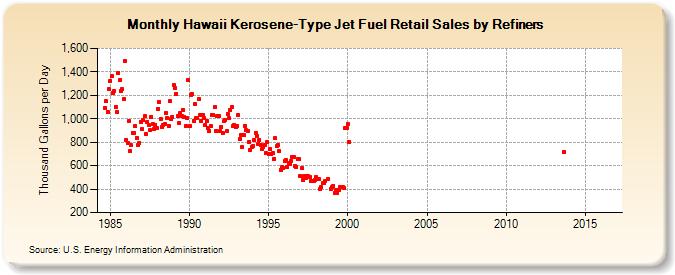 Monthly Hawaii Kerosene-Type Jet Fuel Retail Sales by Refiners
Thousand Gallons per Day
1,600
1,400
1,200
1,000
800
600
400
200
1985 1990 1995 2000 2005 2010 2015
Source: U.S. Energy Information Administration